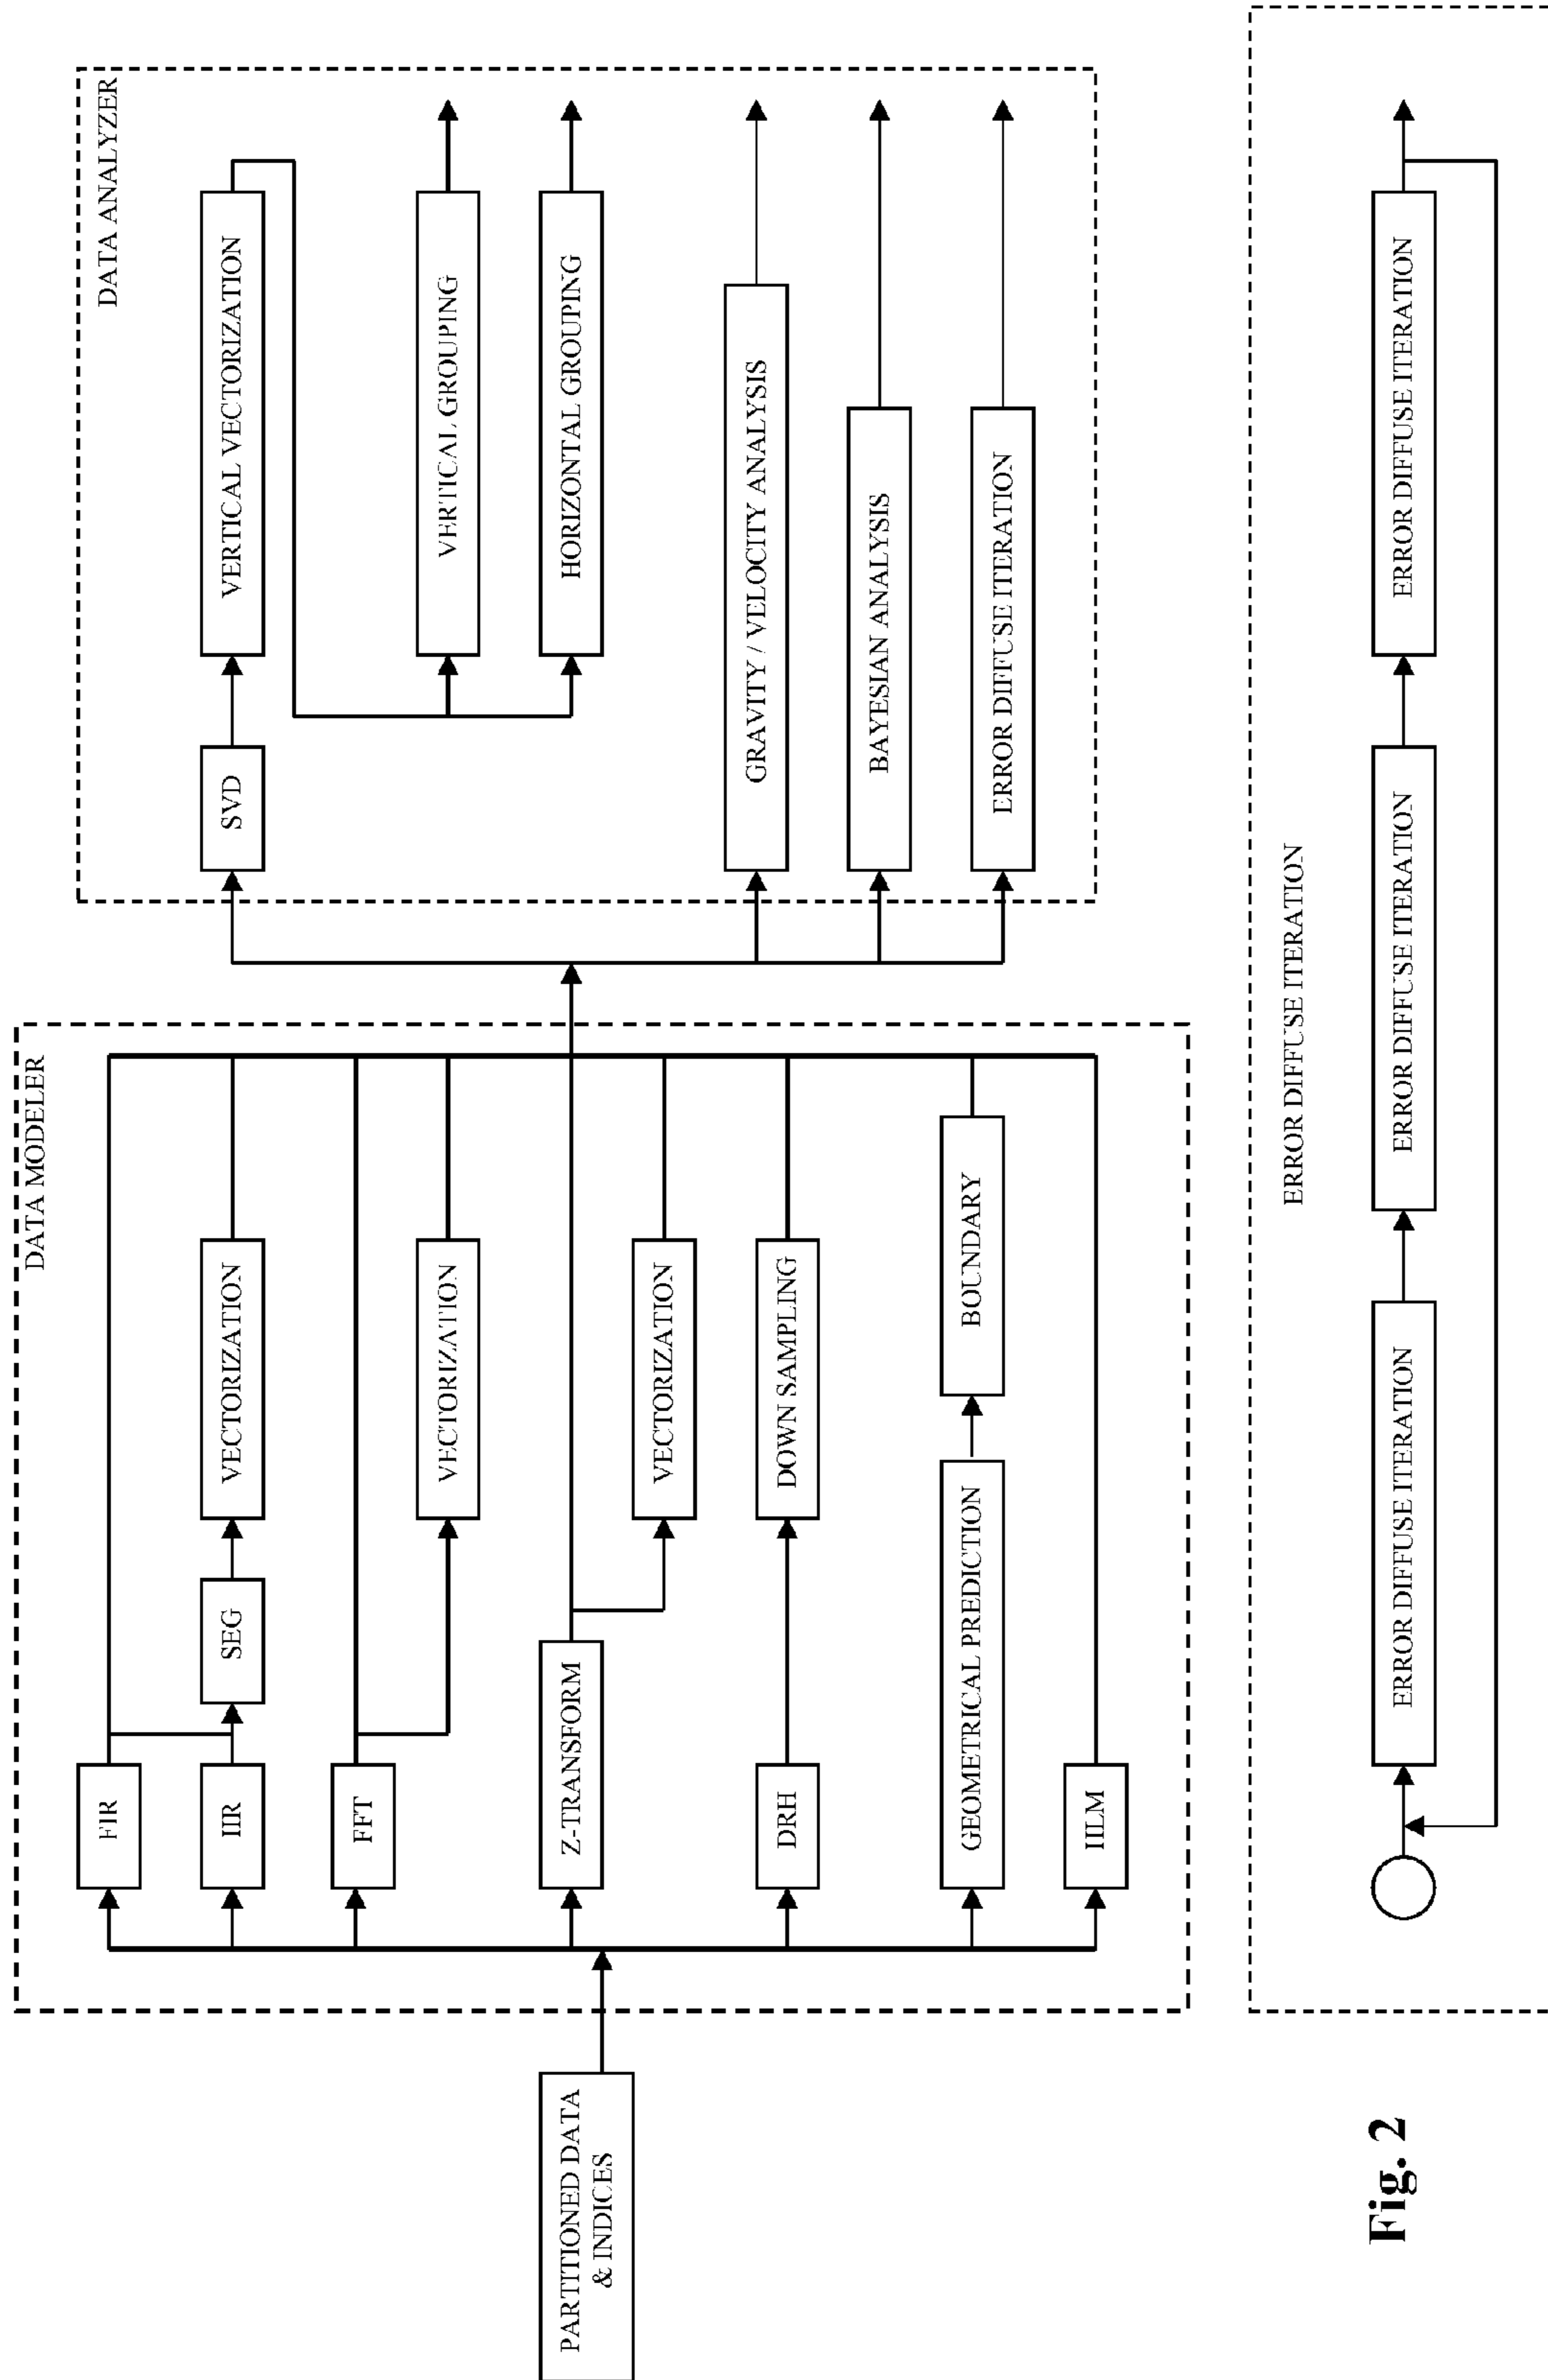 PARTITIONED DATA
& INDICES
DATA MODELER
FIR
IIR
SEG
VECTORIZATION
FFT
VECTORIZATION
Z-TRANSFORM
VECTORIZATION
DRH
DOWN SAMPLING
GEOMETRICAL PREDICTION
BOUNDARY
IILM
DATA ANALYZER
SVD
VERTICAL VECTORIZATION
VERTICAL GROUPING
HORIZONTAL GROUPING
GRAVITY / VELOCITY ANALYSIS
BAYESIAN ANALYSIS
ERROR DIFFUSE ITERATION
ERROR DIFFUSE ITERATION
ERROR DIFFUSE ITERATION
ERROR DIFFUSE ITERATION
ERROR DIFFUSE ITERATION
Fig. 2